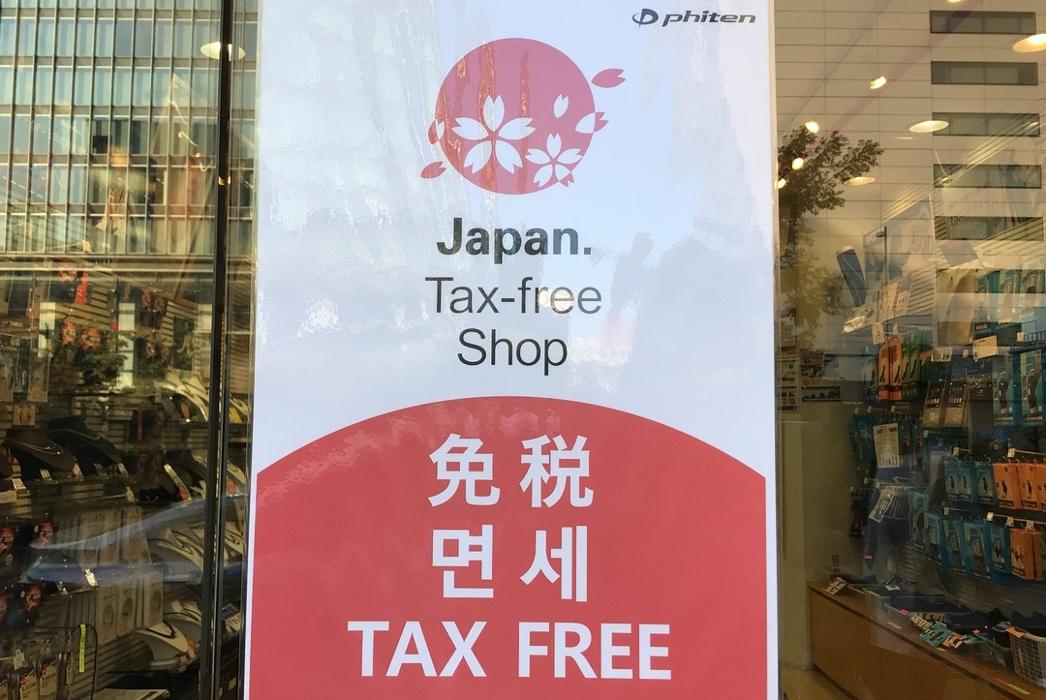 phiten
Japan.
Tax-free
Shop
免税
면세
TAX FREE